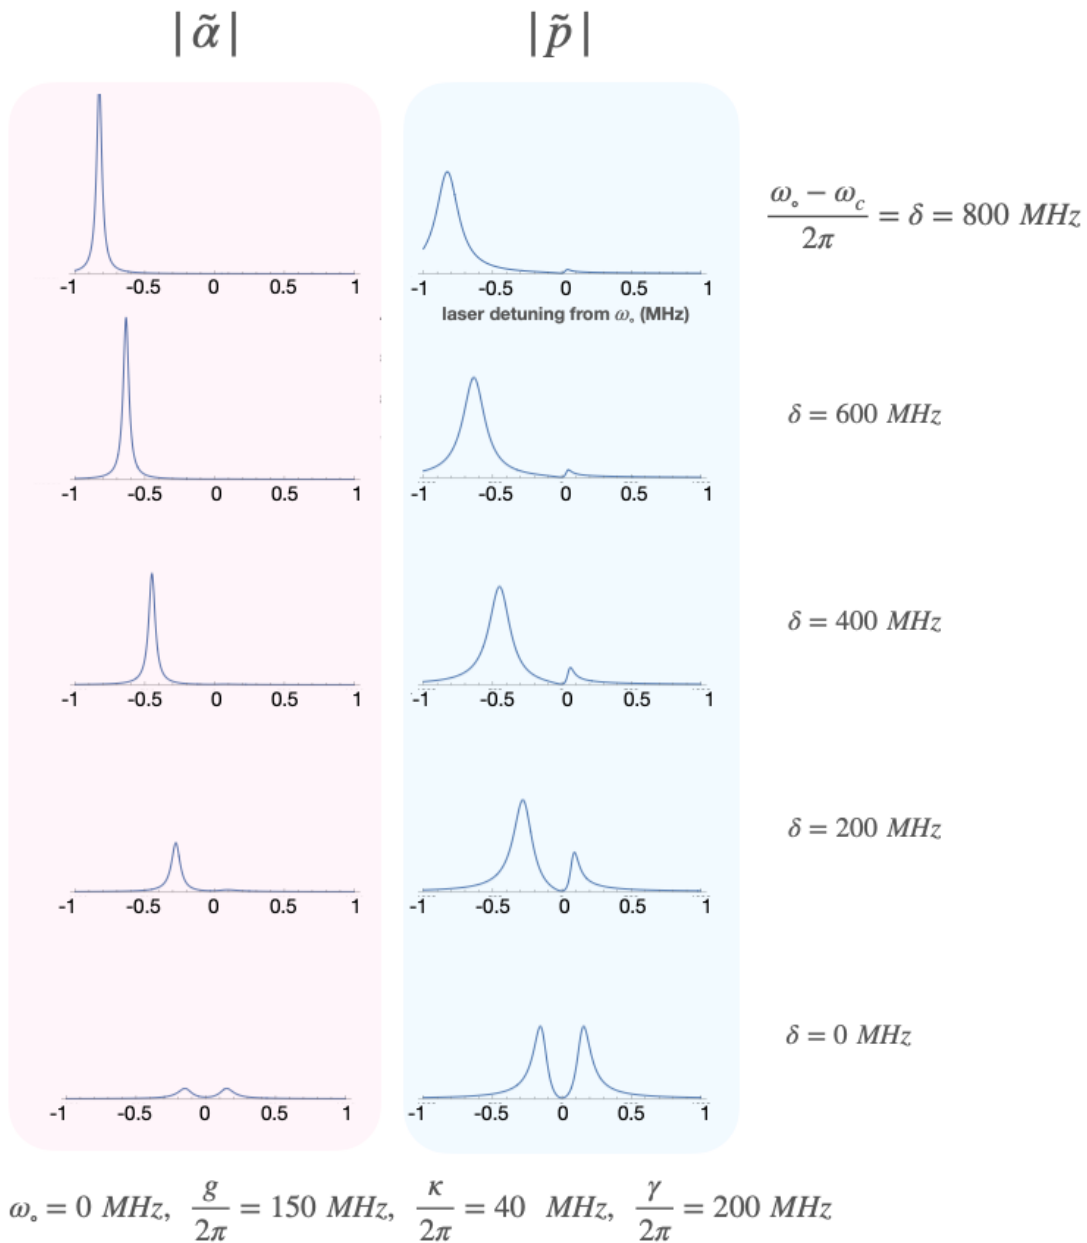 |α̃| |p̃|
-1 -0.5 0 0.5 1 -1 -0.5 0 0.5 1
(ω∘ − ω_c)/2π = δ = 800 MHz
laser detuning from ω∘ (MHz)
-1 -0.5 0 0.5 1 -1 -0.5 0 0.5 1
δ = 600 MHz
-1 -0.5 0 0.5 1 -1 -0.5 0 0.5 1
δ = 400 MHz
-1 -0.5 0 0.5 1 -1 -0.5 0 0.5 1
δ = 200 MHz
-1 -0.5 0 0.5 1 -1 -0.5 0 0.5 1
δ = 0 MHz
ω∘ = 0 MHz, g/2π = 150 MHz, κ/2π = 40 MHz, γ/2π = 200 MHz